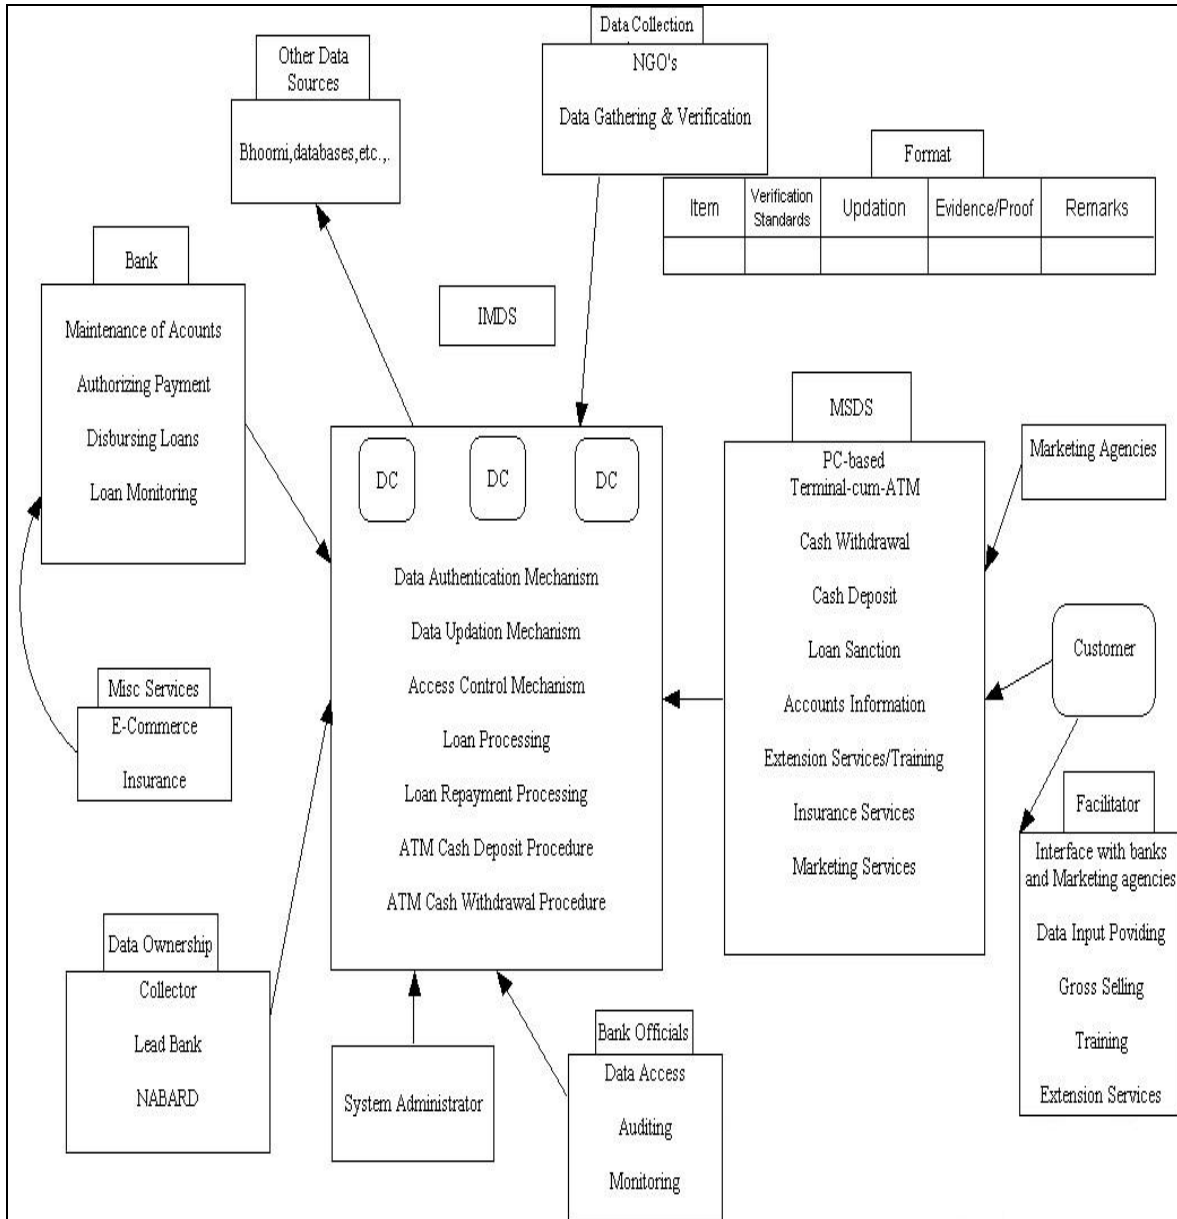 Data Collection
NGO's
Data Gathering & Verification
Other Data
Sources
Bhoomi,databases,etc.,.
Format
Item
Verification
Standards
Updation
Evidence/Proof
Remarks
Bank
Maintenance of Acounts
Authorizing Payment
Disbursing Loans
Loan Monitoring
IMDS
DC
DC
DC
Data Authentication Mechanism
Data Updation Mechanism
Access Control Mechanism
Loan Processing
Loan Repayment Processing
ATM Cash Deposit Procedure
ATM Cash Withdrawal Procedure
MSDS
PC-based
Terminal-cum-ATM
Cash Withdrawal
Cash Deposit
Loan Sanction
Accounts Information
Extension Services/Training
Insurance Services
Marketing Services
Marketing Agencies
Customer
Facilitator
Interface with banks
and Marketing agencies
Data Input Poviding
Gross Selling
Training
Extension Services
Misc Services
E-Commerce
Insurance
Data Ownership
Collector
Lead Bank
NABARD
System Administrator
Bank Officials
Data Access
Auditing
Monitoring